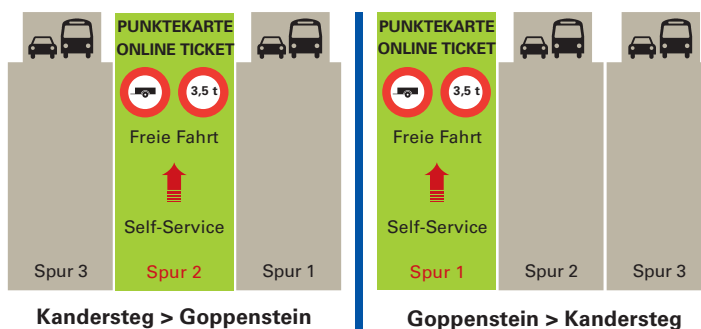 PUNKTEKARTE
ONLINE TICKET
3,5 t
Freie Fahrt
Self-Service
Spur 3
Spur 2
Spur 1
Kandersteg > Goppenstein
PUNKTEKARTE
ONLINE TICKET
3,5 t
Freie Fahrt
Self-Service
Spur 1
Spur 2
Spur 3
Goppenstein > Kandersteg